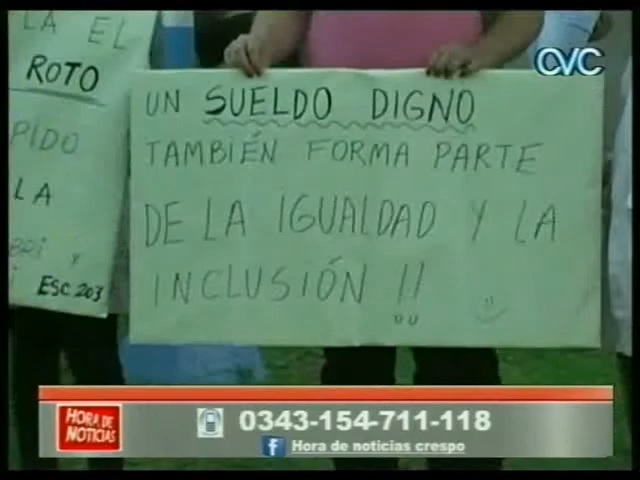 LA EL
ROTO
PIDO
LA
Y
ESC.203
UN SUELDO DIGNO
TAMBIÉN FORMA PARTE
DE LA IGUALDAD Y LA
INCLUSIÓN !!
CVC
HORA DE
NOTICIAS
0343-154-711-118
f Hora de noticias crespo